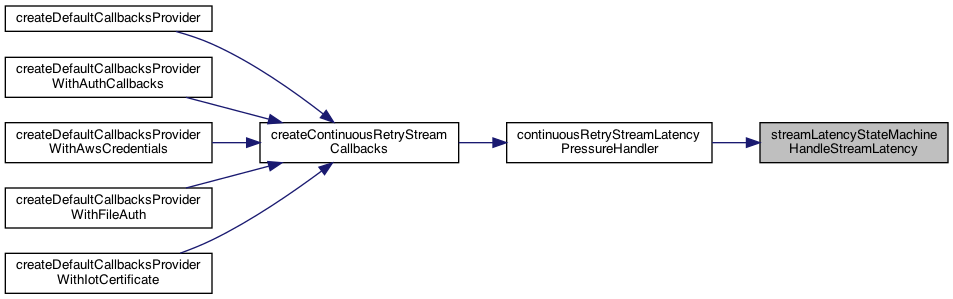 createDefaultCallbacksProvider
createDefaultCallbacksProvider
WithAuthCallbacks
createDefaultCallbacksProvider
WithAwsCredentials
createDefaultCallbacksProvider
WithFileAuth
createDefaultCallbacksProvider
WithIotCertificate
createContinuousRetryStream
Callbacks
continuousRetryStreamLatency
PressureHandler
streamLatencyStateMachine
HandleStreamLatency